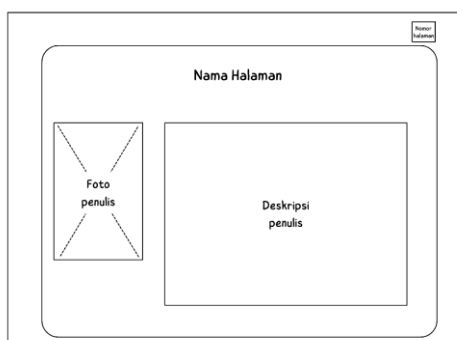 Nomor
halaman
Nama Halaman
Foto
penulis
Deskripsi
penulis